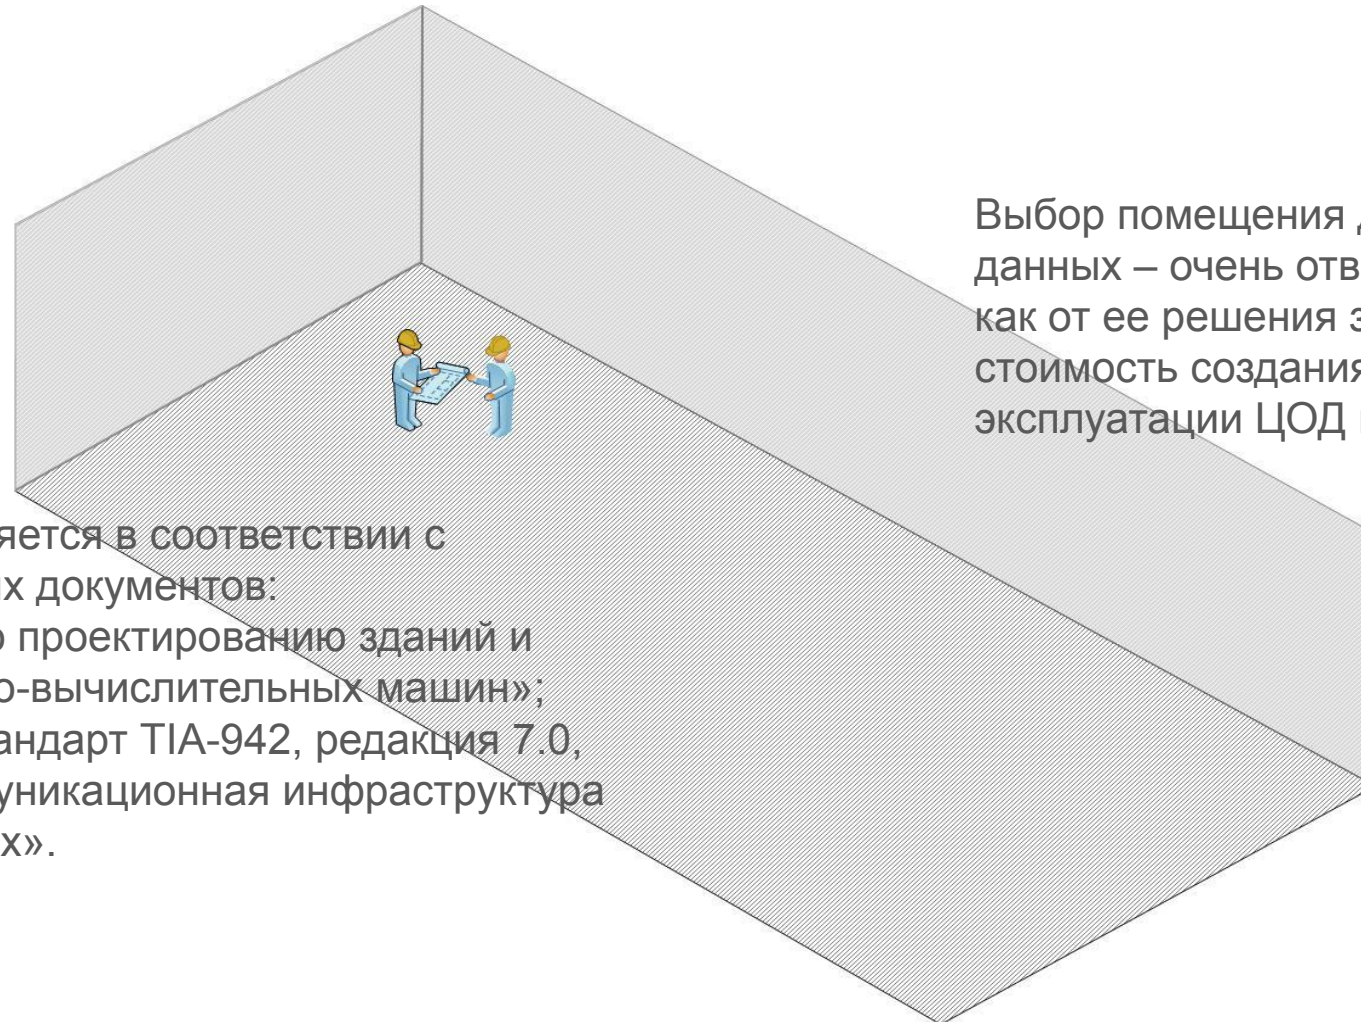 Выбор помещения
данных – очень отв
как от ее решения з
стоимость создания
эксплуатации ЦОД
яется в соответствии с
их документов:
о проектированию зданий и
о-вычислительных машин»;
андарт TIA-942, редакция 7.0,
уникационная инфраструктура
х».